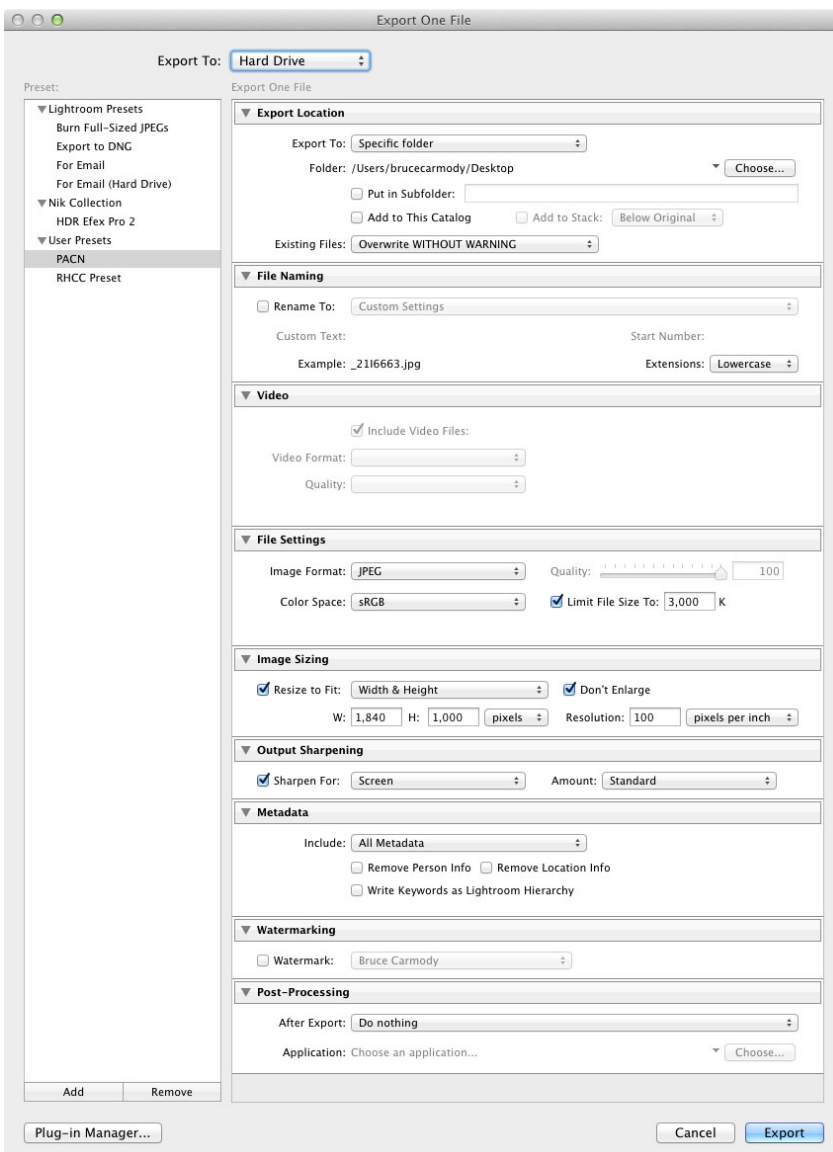 Export One File
Export To: Hard Drive
Preset:
Export One File
Lightroom Presets
Burn Full-Sized JPEGs
Export to DNG
For Email
For Email (Hard Drive)
Nik Collection
HDR Efex Pro 2
User Presets
PACN
RHCC Preset
Add Remove
Export Location
Export To: Specific folder
Folder: /Users/brucecarmody/Desktop Choose...
Put in Subfolder:
Add to This Catalog Add to Stack: Below Original
Existing Files: Overwrite WITHOUT WARNING
File Naming
Rename To: Custom Settings
Custom Text: Start Number:
Example: _21I6663.jpg Extensions: Lowercase
Video
Include Video Files:
Video Format:
Quality:
File Settings
Image Format: JPEG Quality: 100
Color Space: sRGB Limit File Size To: 3,000 K
Image Sizing
Resize to Fit: Width & Height Don't Enlarge
W: 1,840 H: 1,000 pixels Resolution: 100 pixels per inch
Output Sharpening
Sharpen For: Screen Amount: Standard
Metadata
Include: All Metadata
Remove Person Info Remove Location Info
Write Keywords as Lightroom Hierarchy
Watermarking
Watermark: Bruce Carmody
Post-Processing
After Export: Do nothing
Application: Choose an application... Choose...
Plug-in Manager... Cancel Export